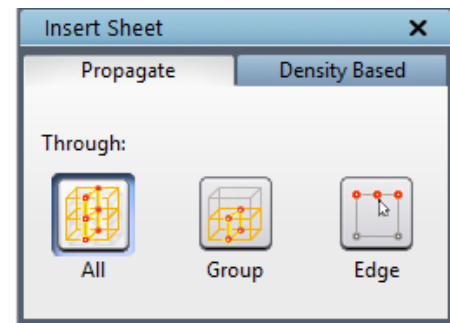 Insert Sheet
Propagate Density Based
Through:
All Group Edge